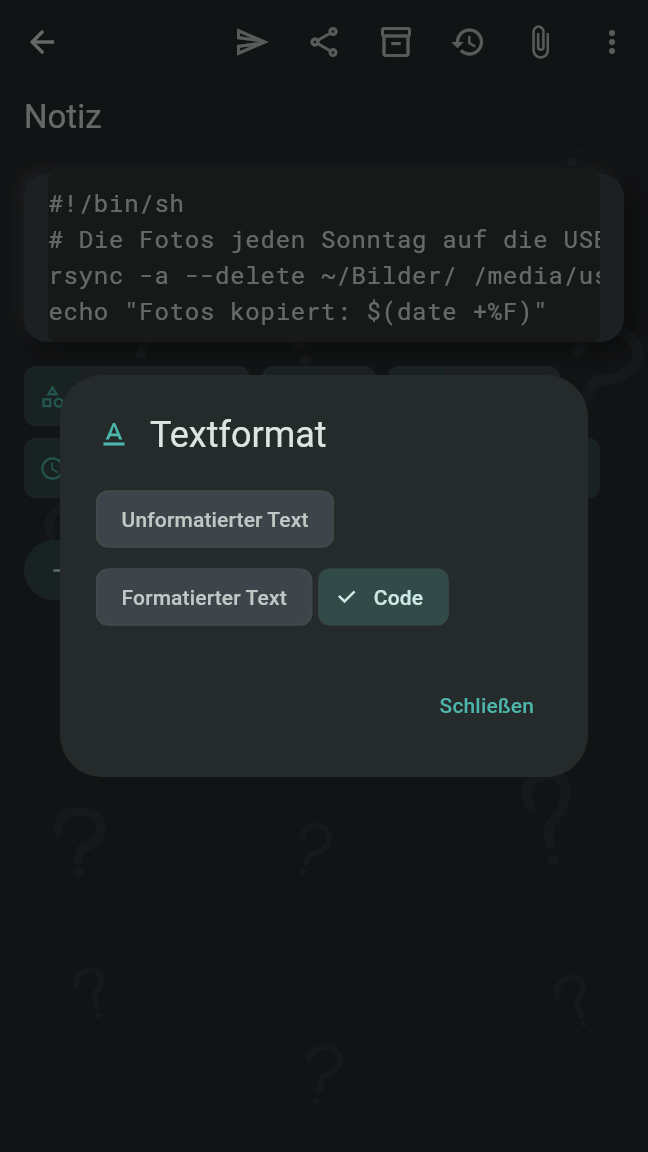 Notiz
#!/bin/sh
# Die Fotos jeden Sonntag auf die USB
rsync -a --delete ~/Bilder/ /media/us
echo "Fotos kopiert: $(date +%F)"
Textformat
Unformatierter Text
Formatierter Text
Code
Schließen